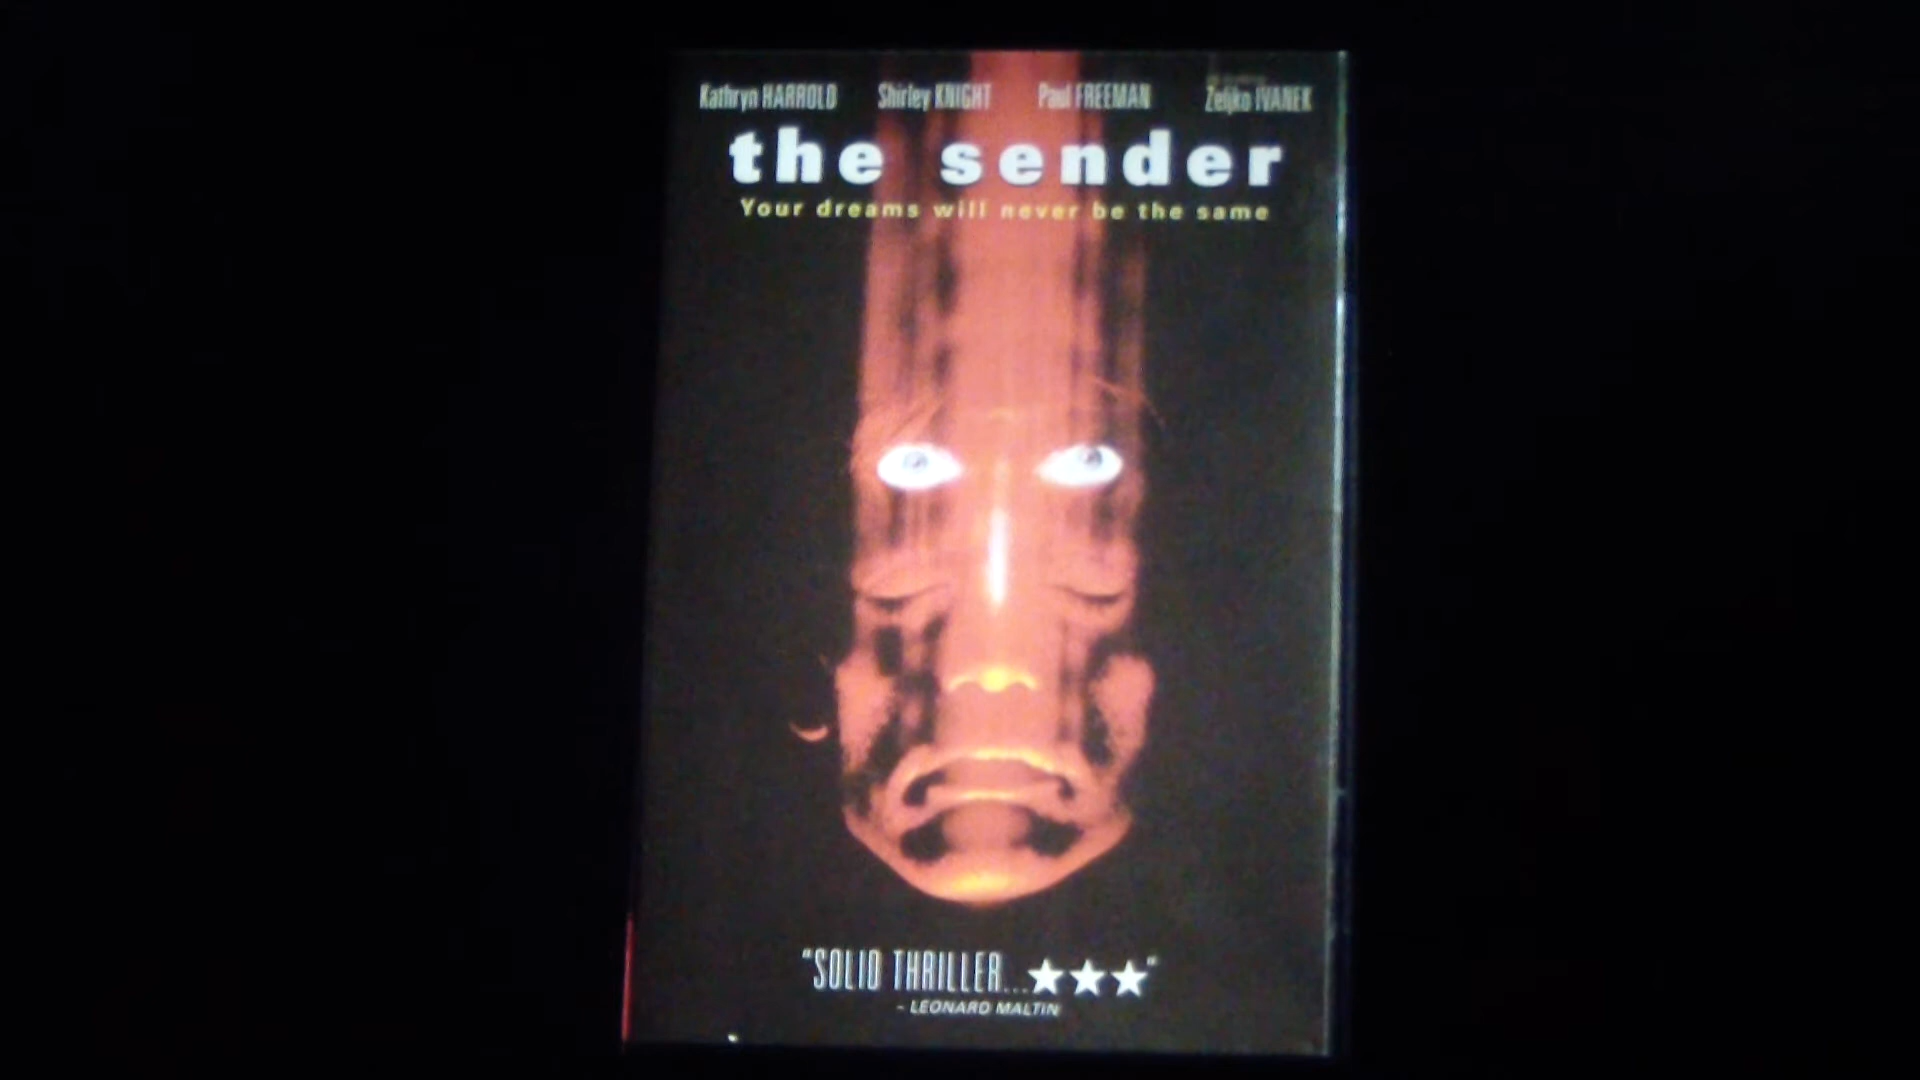 Kathryn HARROLD Shirley KNIGHT Paul FREEMAN Željko IVANEK
the sender
Your dreams will never be the same
"SOLID THRILLER...★★★"
- LEONARD MALTIN